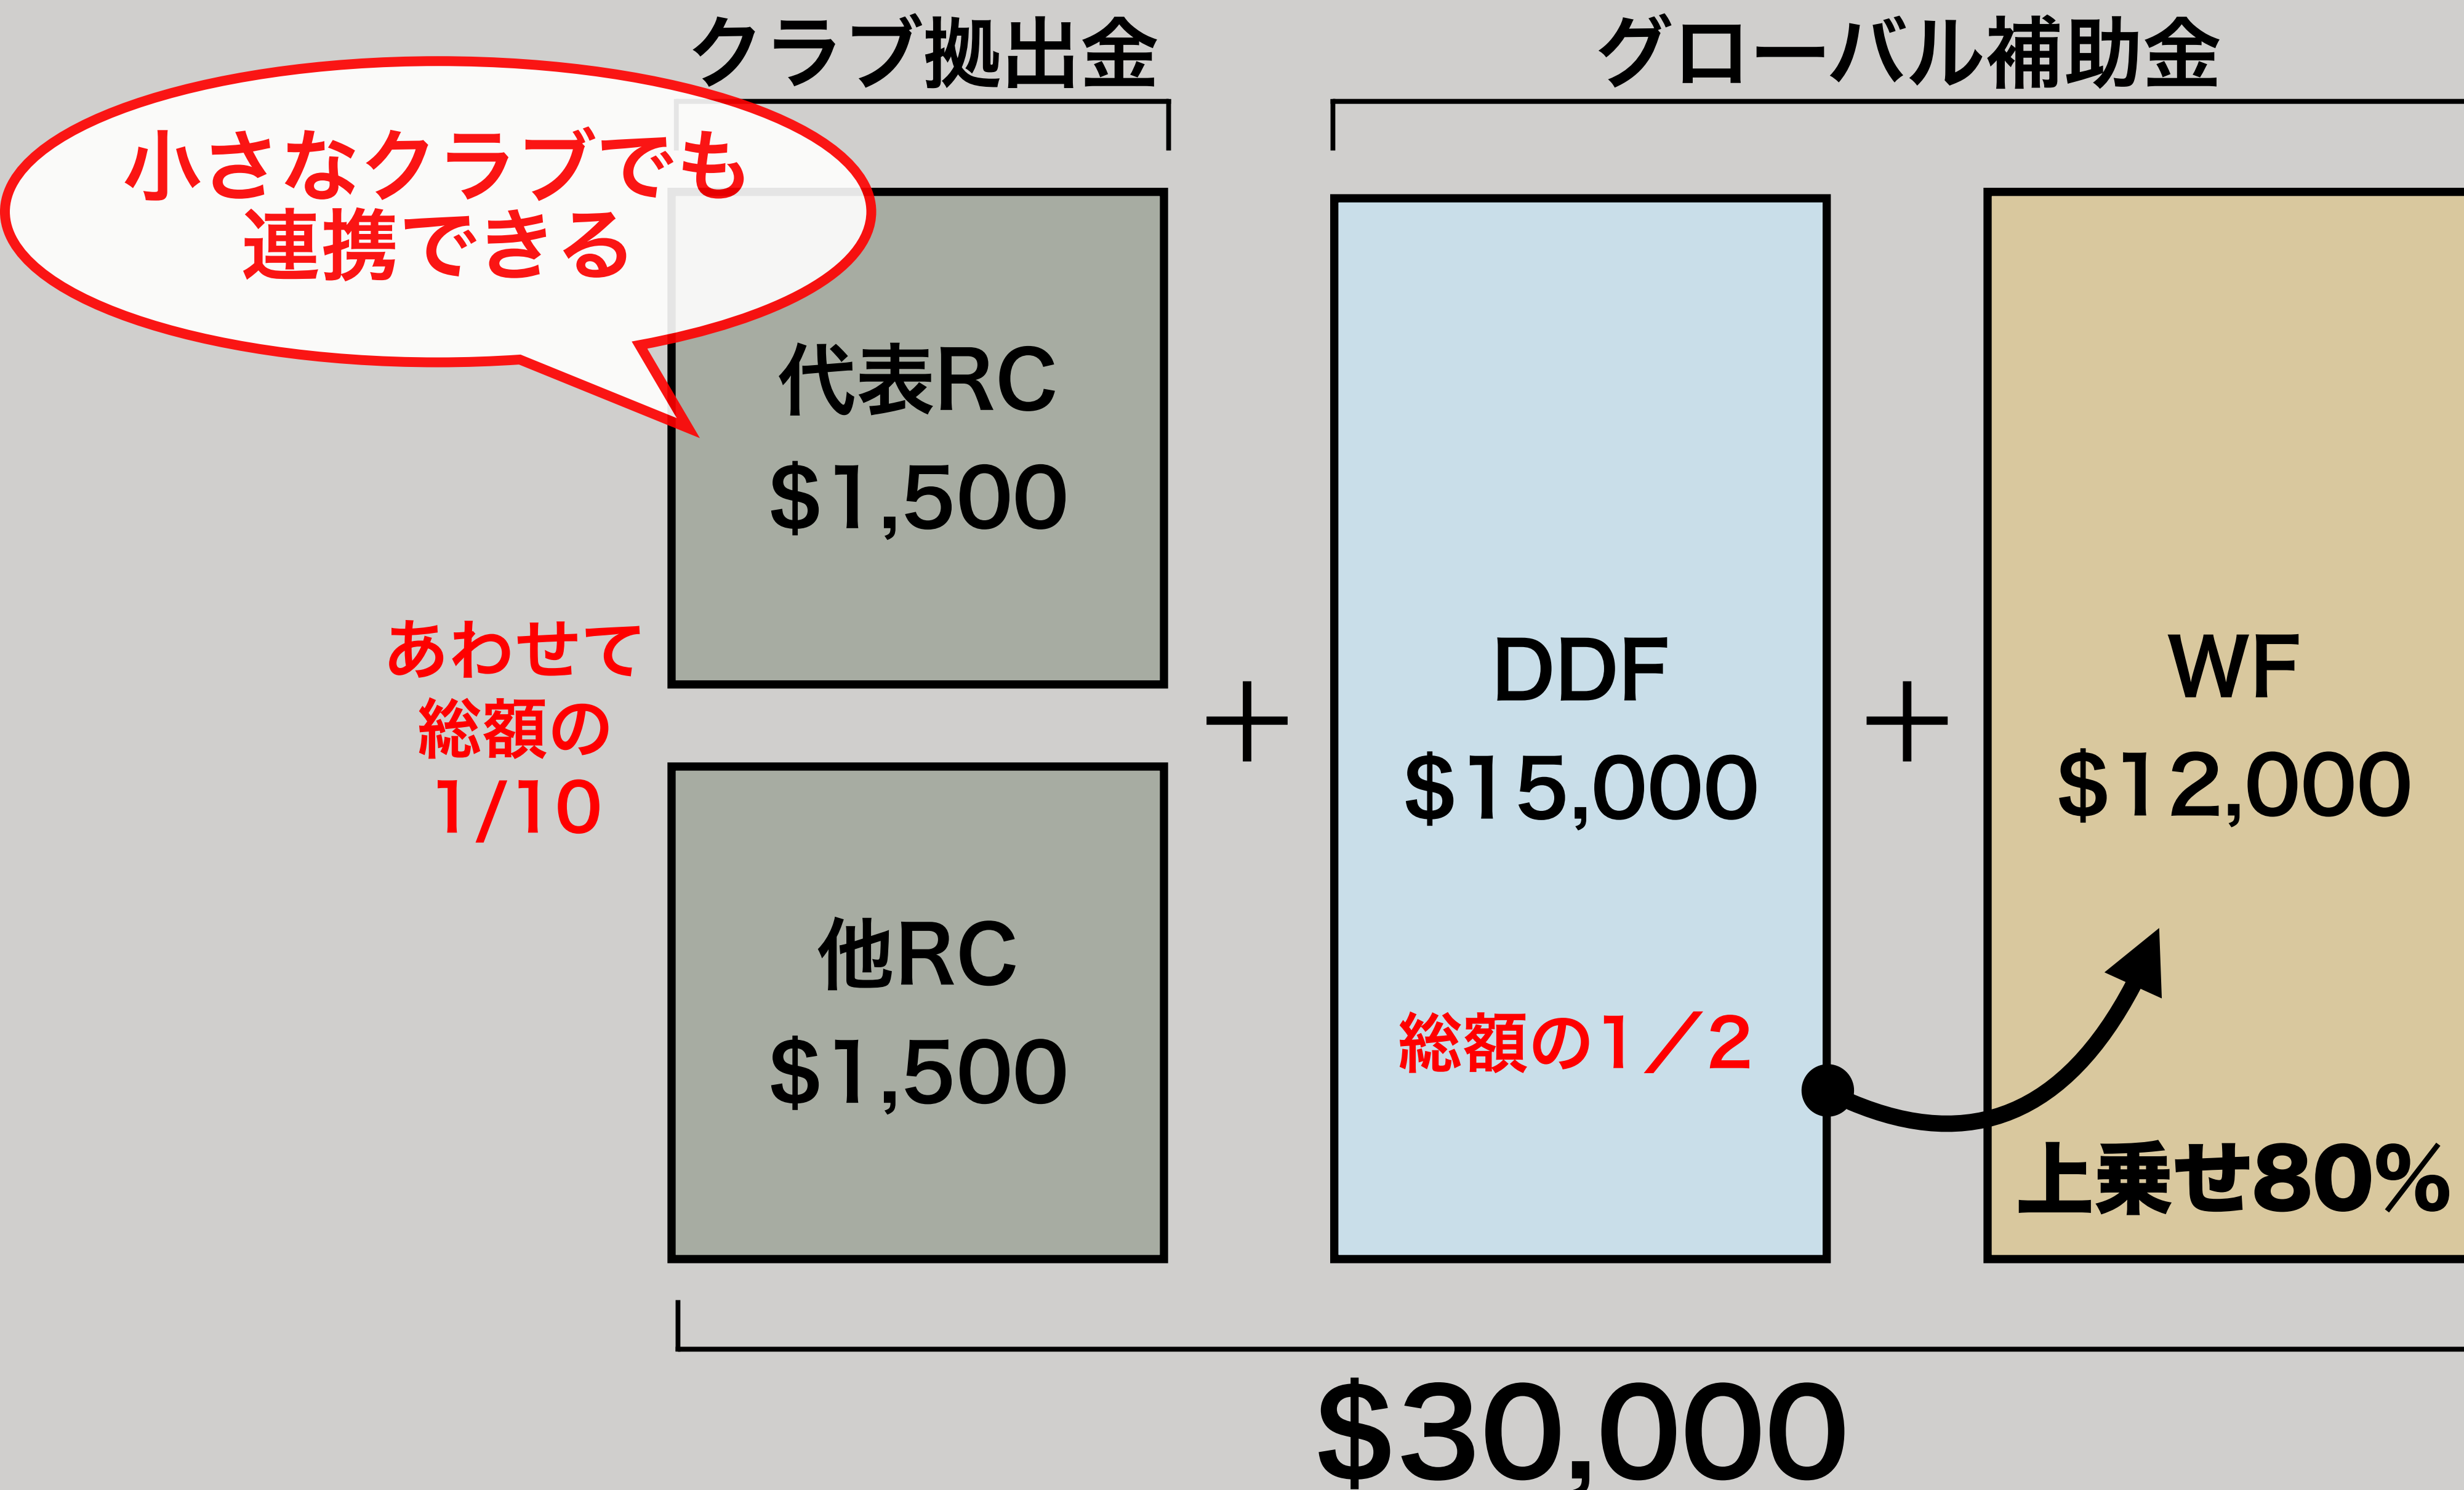 クラブ拠出金
グローバル補助金
小さなクラブでも
連携できる
代表RC
$1,500
あわせて
総額の
1/10
他RC
$1,500
+
DDF
$15,000
総額の1／2
+
WF
$12,000
上乗せ80%
$30,000